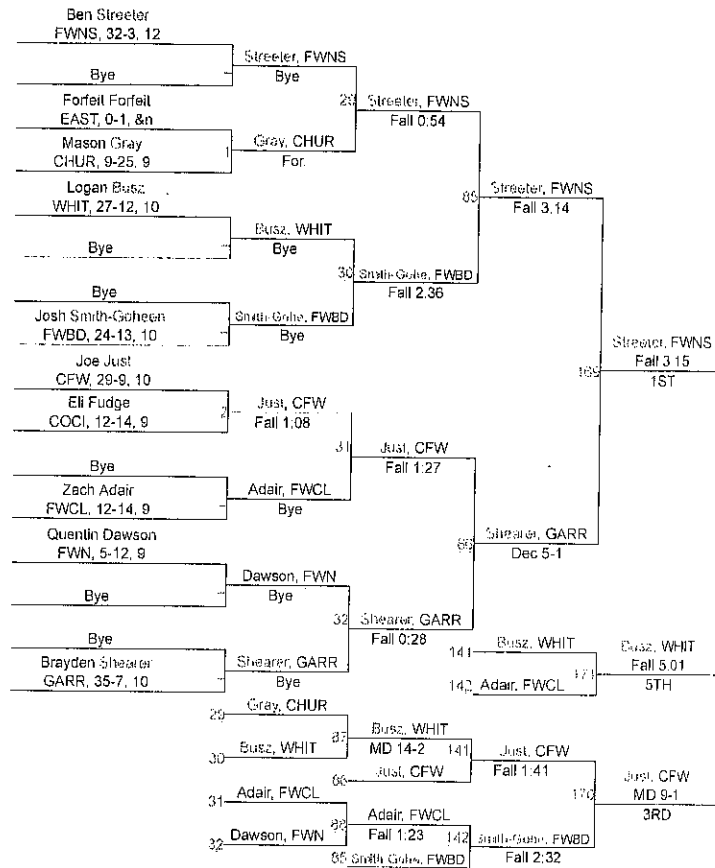 Ben Streeter
FWNS, 32-3, 12
Streeter, FWNS
Bye
Bye
Forfeit Forfeit
EAST, 0-1, &n
29
Streeter, FWNS
Fall 0:54
Mason Gray
CHUR, 9-25, 9
1
Gray, CHUR
For.
Logan Busz
WHIT, 27-12, 10
85
Streeter, FWNS
Fall 3:14
Busz, WHIT
Bye
Bye
30
Smith-Gohe, FWBD
Fall 2:36
Bye
Josh Smith-Goheen
FWBD, 24-13, 10
Smith-Gohe, FWBD
Bye
Joe Just
CFW, 29-9, 10
169
Streeter, FWNS
Fall 3:15
1ST
Eli Fudge
COCI, 12-14, 9
2
Just, CFW
Fall 1:08
31
Just, CFW
Fall 1:27
Bye
Zach Adair
FWCL, 12-14, 9
Adair, FWCL
Bye
Quentin Dawson
FWN, 5-12, 9
86
Shearer, GARR
Dec 5-1
Dawson, FWN
Bye
Bye
32
Shearer, GARR
Fall 0:28
Bye
Brayden Shearer
GARR, 35-7, 10
Shearer, GARR
Bye
141
Busz, WHIT
171
Busz, WHIT
Fall 5:01
5TH
142
Adair, FWCL
29
Gray, CHUR
87
Busz, WHIT
MD 14-2
30
Busz, WHIT
141
Just, CFW
Fall 1:41
86
Just, CFW
31
Adair, FWCL
170
Just, CFW
MD 9-1
3RD
88
Adair, FWCL
Fall 1:23
32
Dawson, FWN
142
Smith-Gohe, FWBD
Fall 2:32
85
Smith-Gohe, FWBD